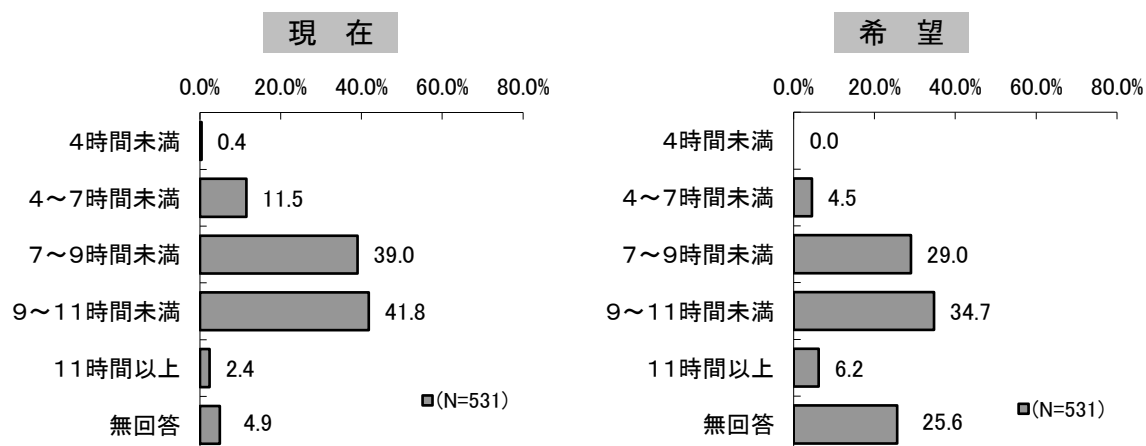 現 在
0.0% 20.0% 40.0% 60.0% 80.0%
4時間未満 0.4
4～7時間未満 11.5
7～9時間未満 39.0
9～11時間未満 41.8
11時間以上 2.4
無回答 4.9
(N=531)
希 望
0.0% 20.0% 40.0% 60.0% 80.0%
4時間未満 0.0
4～7時間未満 4.5
7～9時間未満 29.0
9～11時間未満 34.7
11時間以上 6.2
無回答 25.6
(N=531)